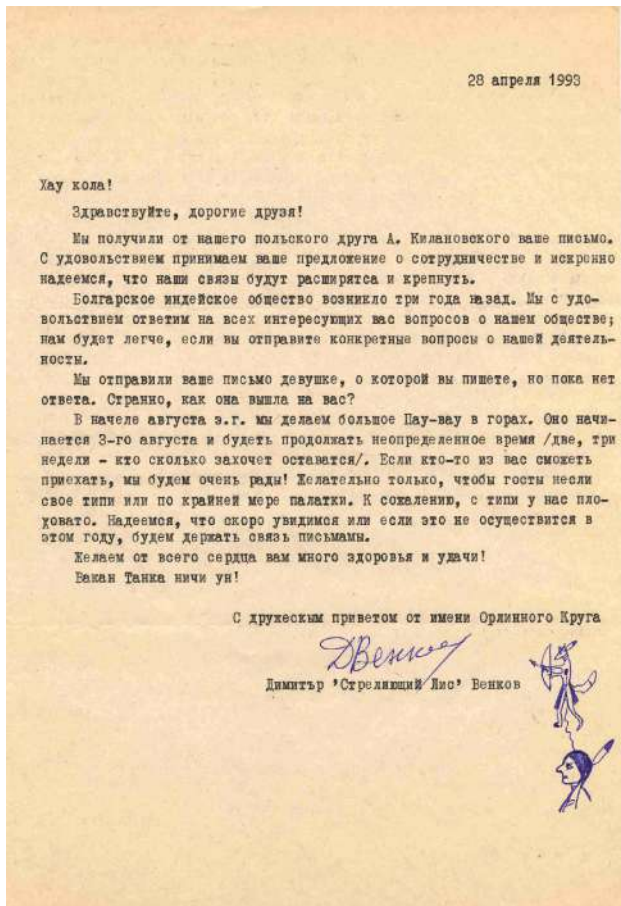 28 апреля 1993
Хау кола!
Здравствуйте, дорогие друзя!
Мы получили от нашего польского друга А. Килановского ваше письмо.
С удовольствием принимаем ваше предложение о сотрудничестве и искренно
надеемся, что наши связы будут расширятся и крепнуть.
Болгарское индейское общество возникло три года назад. Мы с удо-
вольствием ответим на всех интересующих вас вопросов о нашем обществе;
нам будет легче, если вы отправите конкретные вопросы о нашей деятель-
ности.
Мы отправили ваше письмо девушке, о которой вы пишете, но пока нет
ответа. Странно, как она вышла на вас?
В начеле августа э.г. мы делаем большое Пау-вау в горах. Оно начи-
нается 3-го августа и будеть продолжать неопределенное время /две, три
недели - кто сколько захочет оставатся/. Если кто-то из вас сможеть
приехать, мы будем очень рады! Желательно только, чтобы госты несли
свое типи или по крайней мере палатки. К сожалению, с типи у нас пло-
ховато. Надеемся, что скоро увидимся или если это не осуществится в
этом году, будем держать связь письмамы.
Желаем от всего сердца вам много здоровья и удачи!
Вакан Танка ничи ун!
С дружескым приветом от имени Орлинного Круга
ДВенков
Димитър 'Стреляющий Лис' Венков